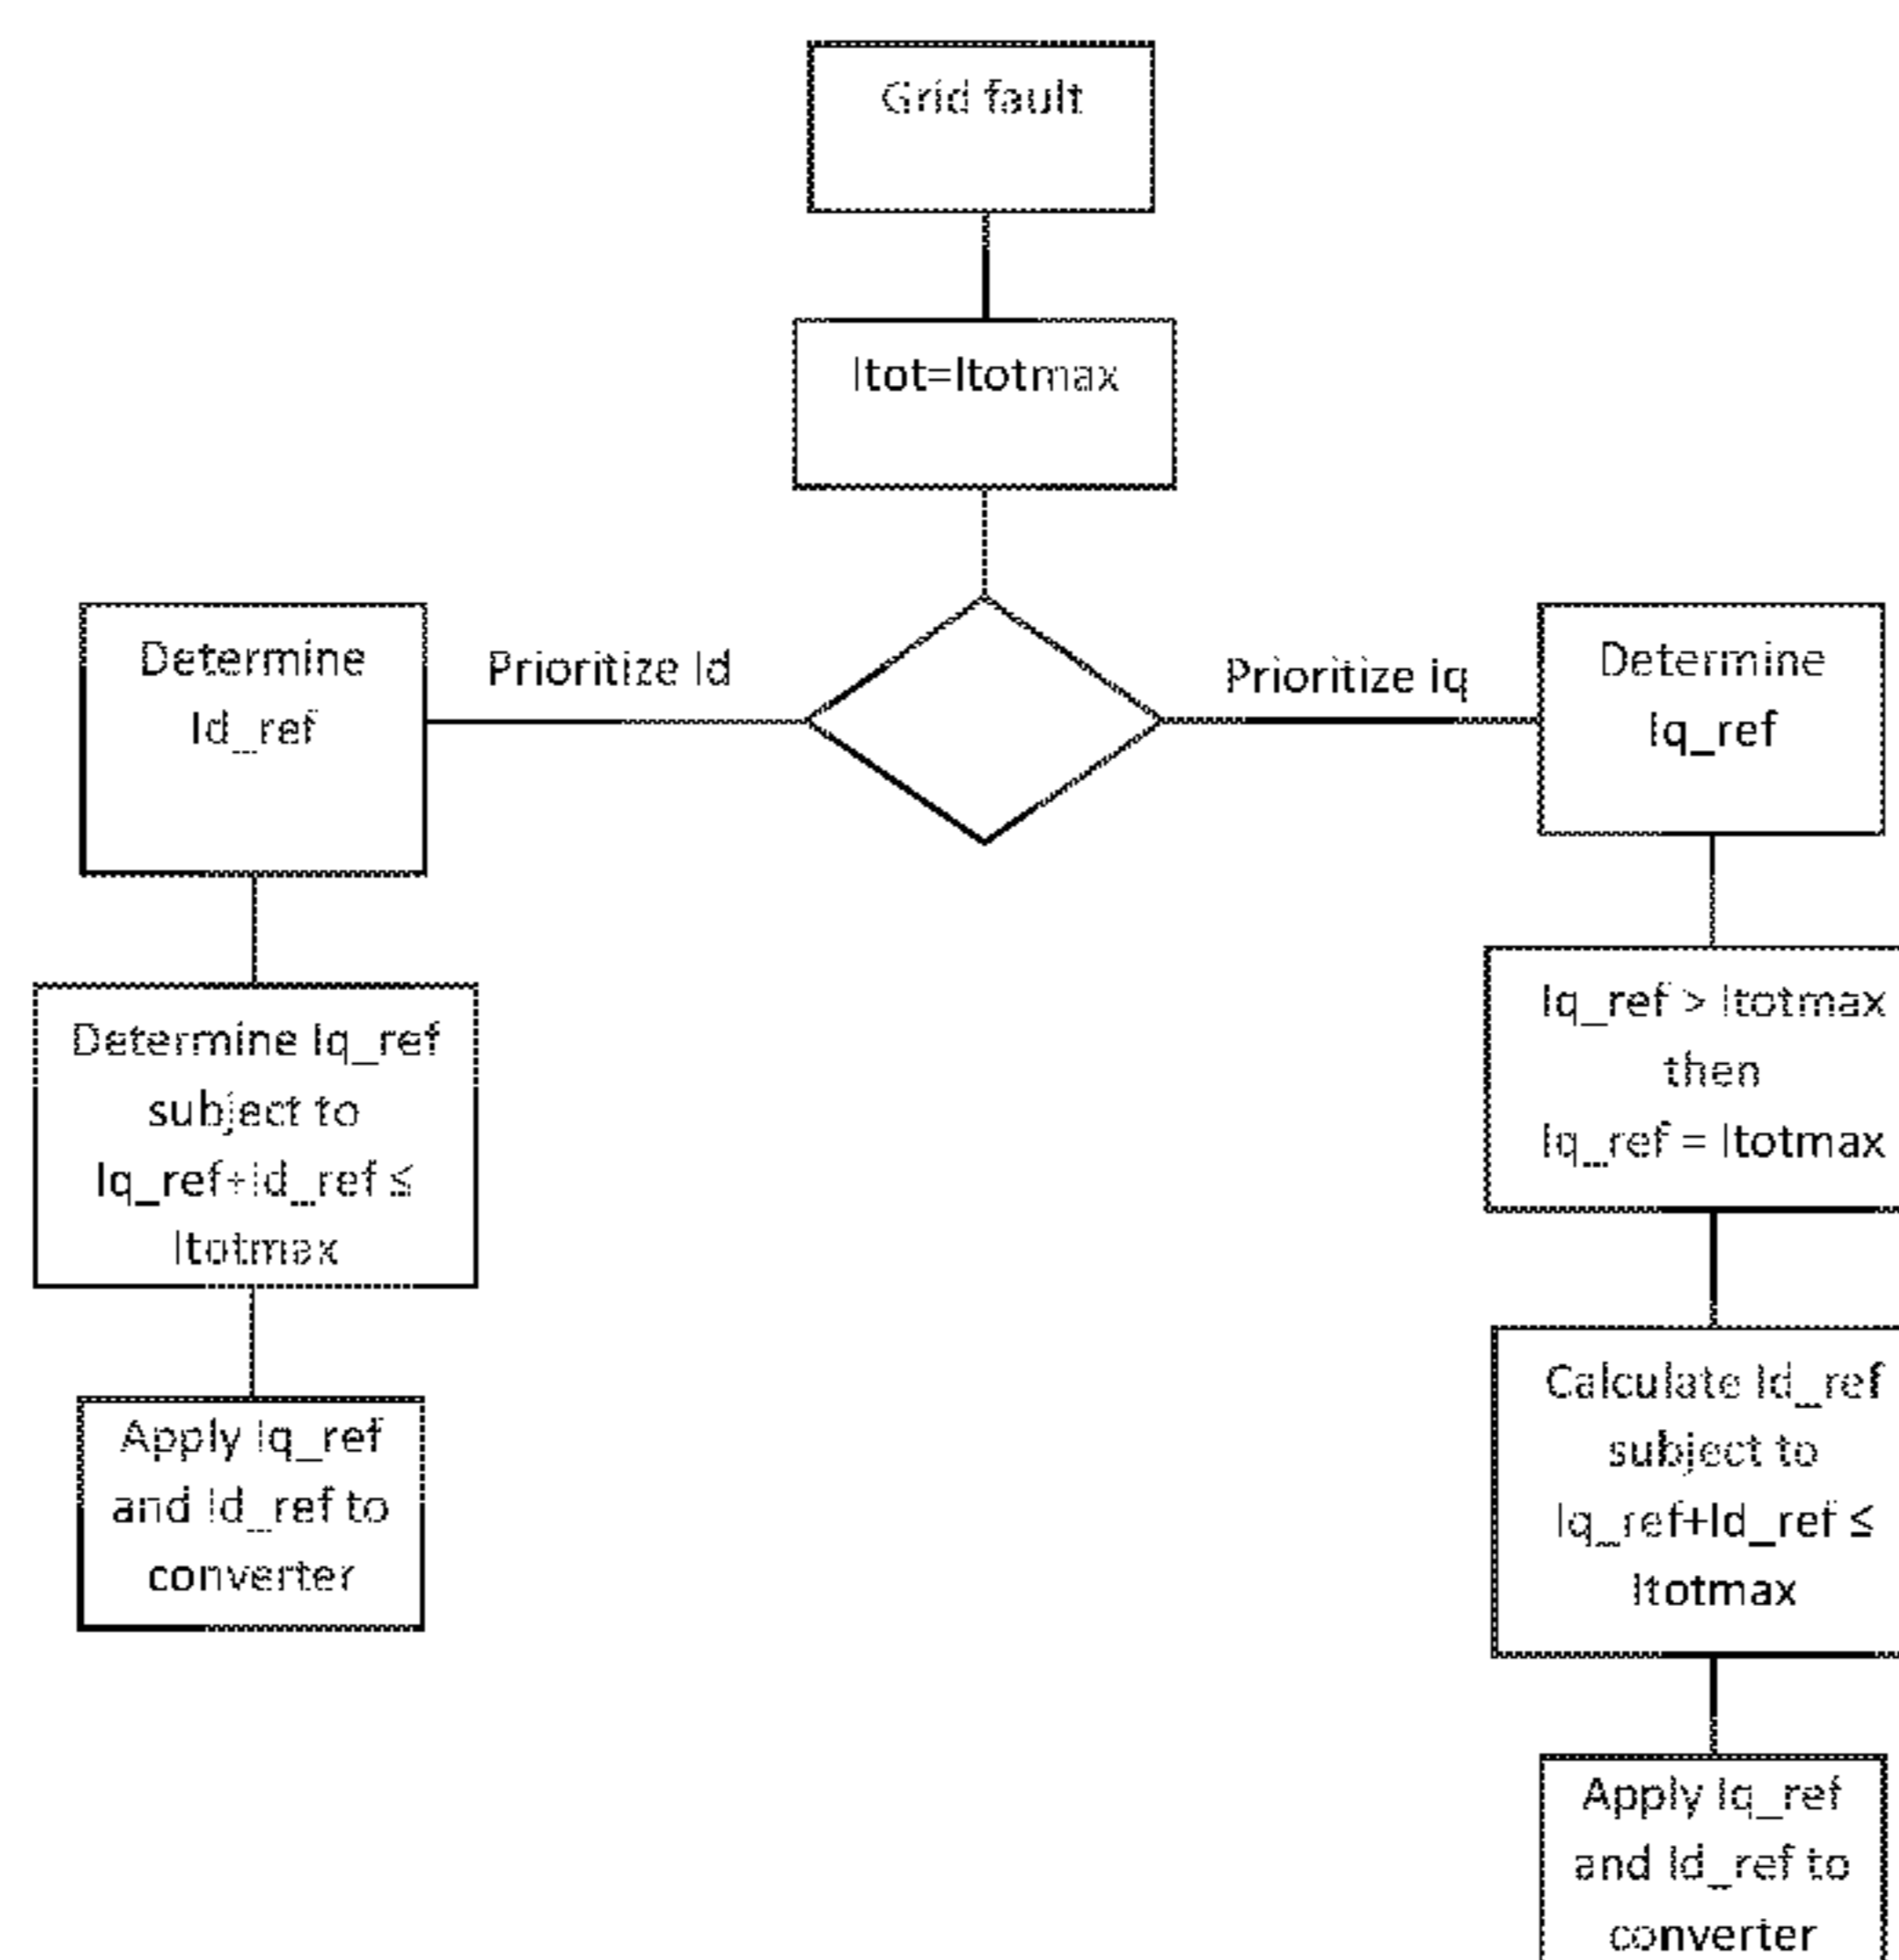 Grid fault
Itot=Itotmax
Prioritize Id
Prioritize Iq
Determine
Id_ref
Determine Iq_ref
subject to
Iq_ref+Id_ref ≤
Itotmax
Apply Iq_ref
and Id_ref to
converter
Determine
Iq_ref
Iq_ref > Itotmax
then
Iq_ref = Itotmax
Calculate Id_ref
subject to
Iq_ref+Id_ref ≤
Itotmax
Apply Iq_ref
and Id_ref to
converter